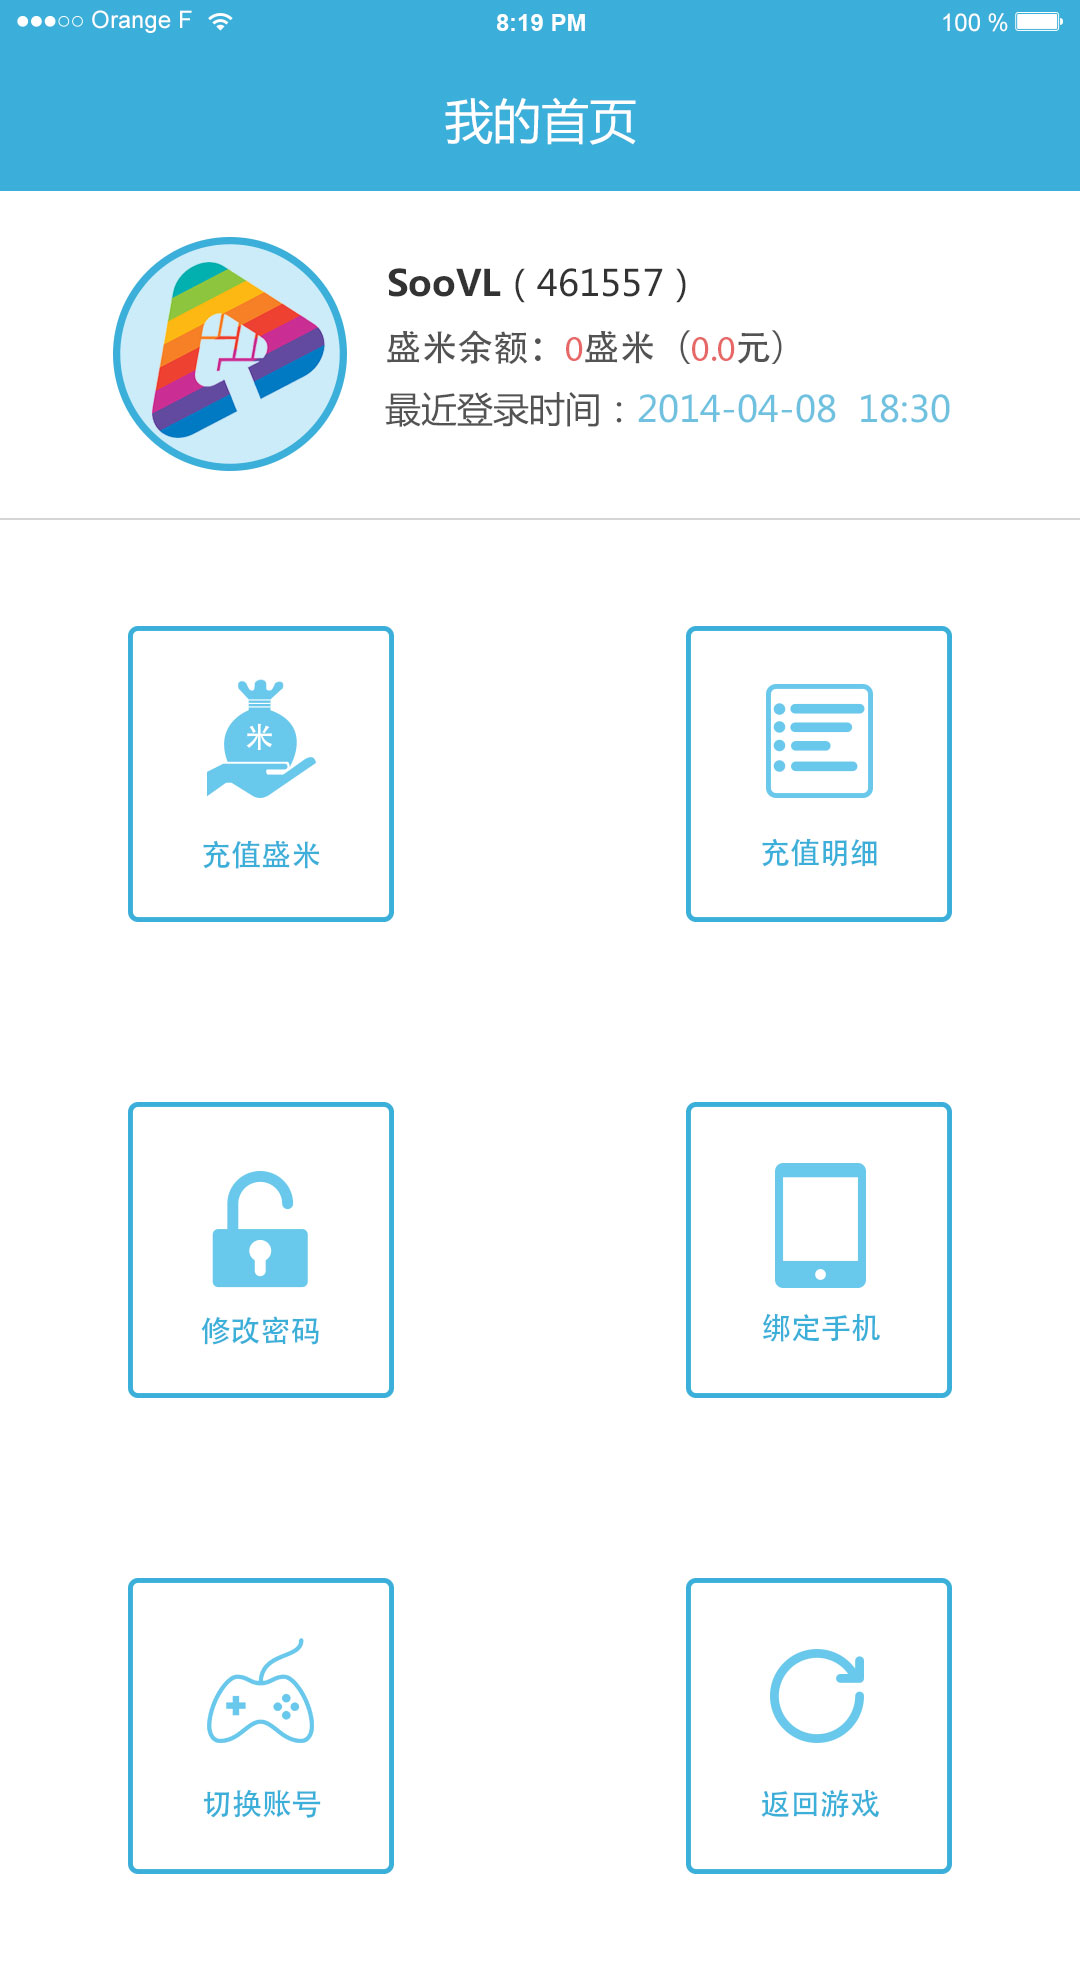 Orange F 8:19 PM 100 %
我的首页
SooVL ( 461557 )
盛米余额：0盛米（0.0元）
最近登录时间：2014-04-08 18:30
米
充值盛米 充值明细
修改密码 绑定手机
切换账号 返回游戏